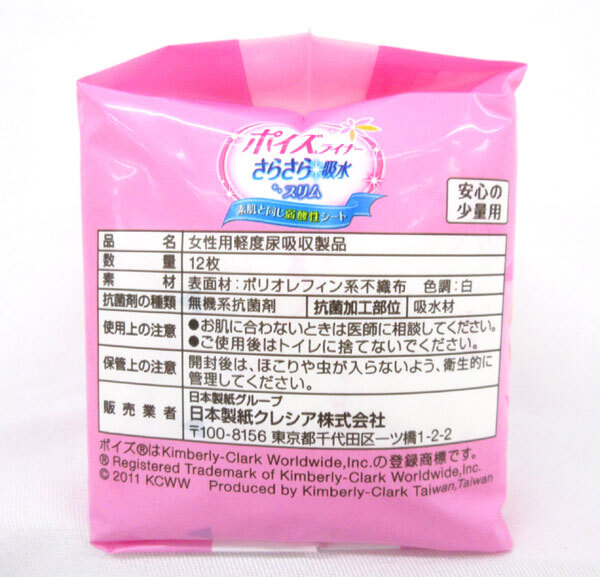 ポイズライナー
さらさら吸水
スリム
素肌と同じ弱酸性シート
安心の
少量用
品名 女性用軽度尿吸収製品
数量 12枚
素材 表面材:ポリオレフィン系不織布 色調:白
抗菌剤の種類 無機系抗菌剤 抗菌加工部位 吸水材
使用上の注意 ●お肌に合わないときは医師に相談してください。
●ご使用後はトイレに捨てないでください。
保管上の注意 開封後は、ほこりや虫が入らないよう、衛生的に
管理してください。
販売業者 日本製紙グループ
日本製紙クレシア株式会社
〒100-8156 東京都千代田区一ツ橋1-2-2
ポイズ®はKimberly-Clark Worldwide,Inc.の登録商標です。
® Registered Trademark of Kimberly-Clark Worldwide,Inc.
© 2011 KCWW Produced by Kimberly-Clark Taiwan,Taiwan